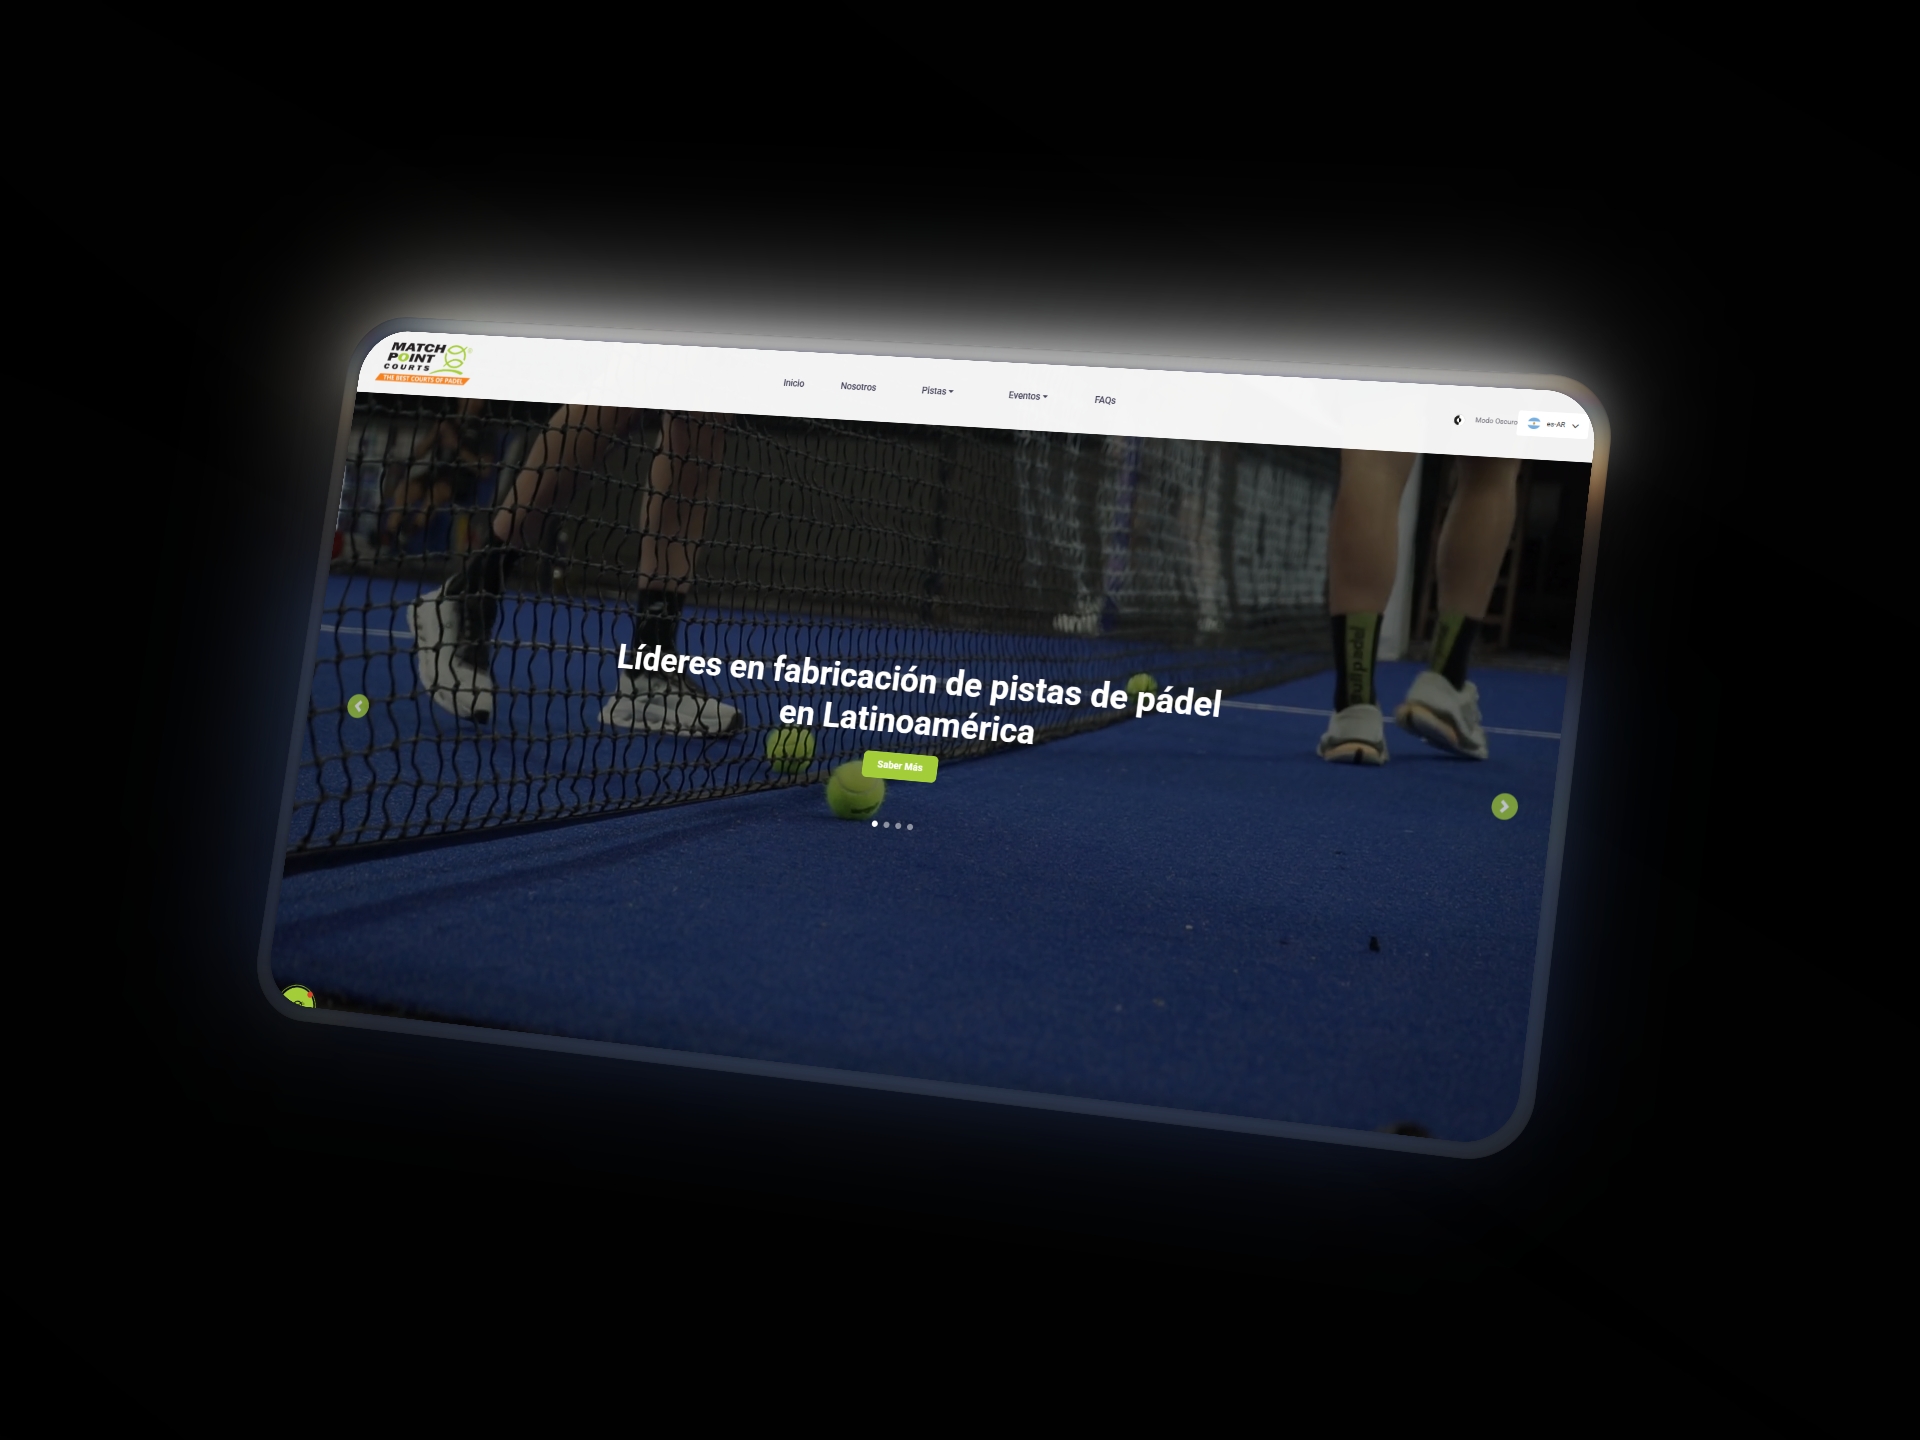 MATCH
POINT
COURTS
THE BEST COURTS OF PADEL
Inicio
Nosotros
Pistas
Eventos
FAQs
Modo Oscuro
es-AR
Líderes en fabricación de pistas de pádel
en Latinoamérica
Saber Más